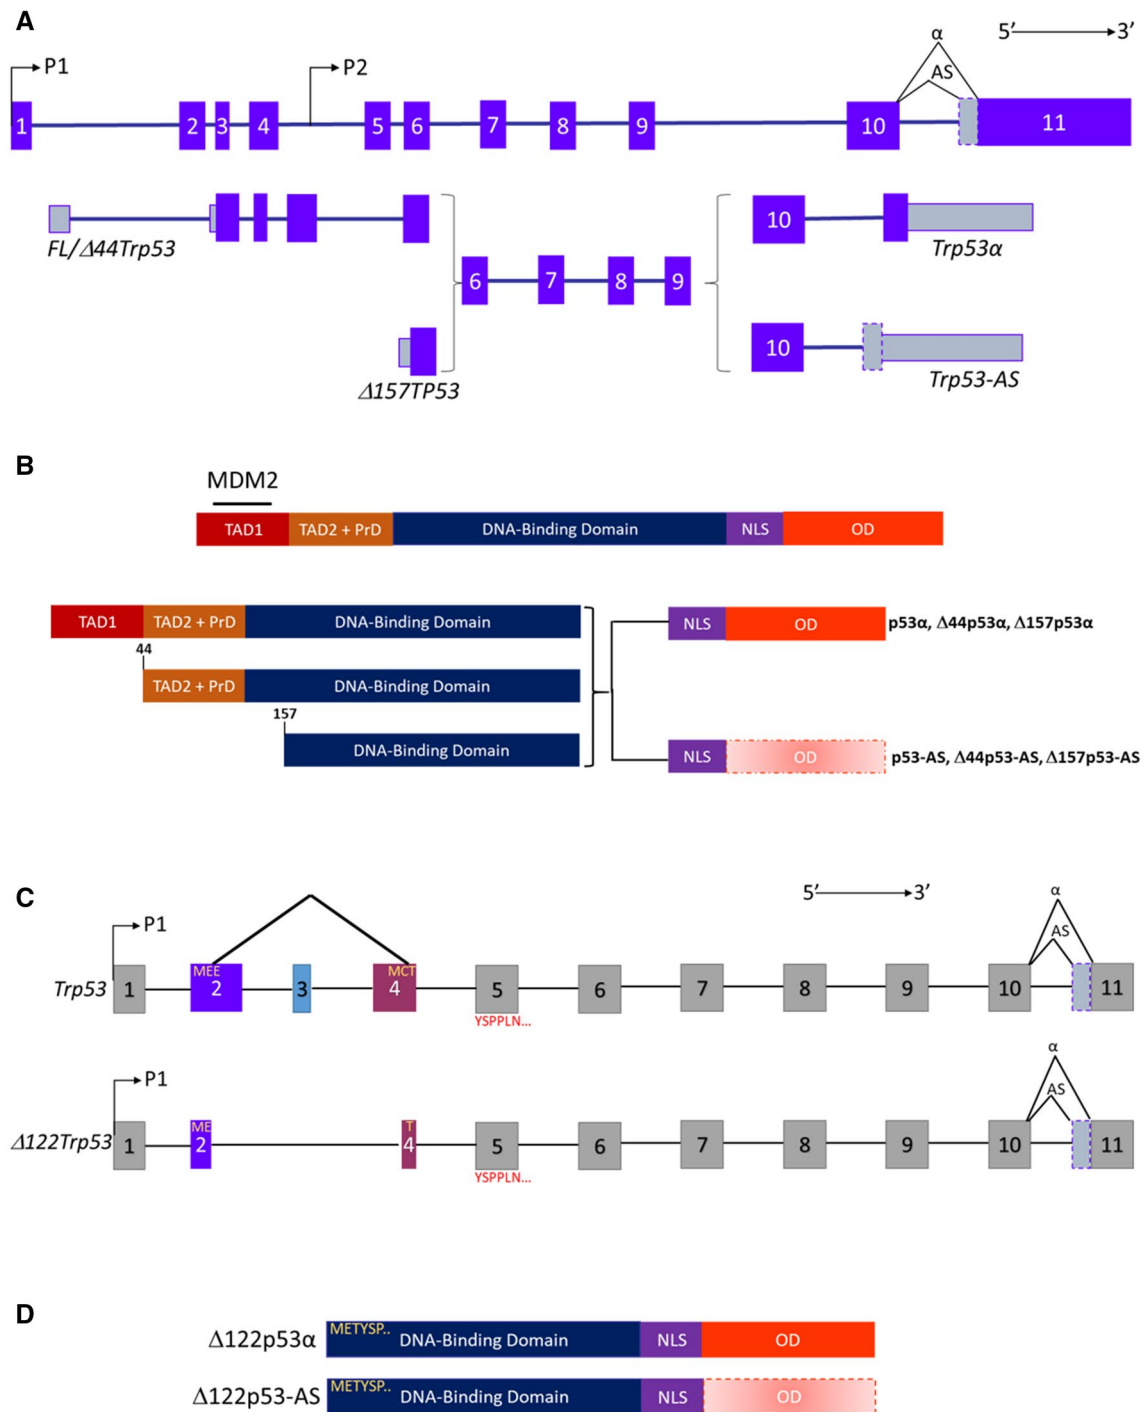 A
5’ 3’
α
AS
P1 P2
1 2 3 4 5 6 7 8 9 10 11
FL/Δ44Trp53
10
Trp53α
6 7 8 9
Δ157TP53
10
Trp53-AS
B
MDM2
TAD1 TAD2 + PrD DNA-Binding Domain NLS OD
TAD1 TAD2 + PrD DNA-Binding Domain
NLS OD p53α, Δ44p53α, Δ157p53α
44
TAD2 + PrD DNA-Binding Domain
157
DNA-Binding Domain
NLS OD p53-AS, Δ44p53-AS, Δ157p53-AS
C
5’ 3’
α
AS
P1
MEE MCT
Trp53 1 2 3 4 5 6 7 8 9 10 11
YSPPLN...
α
AS
P1
ME T
Δ122Trp53 1 2 4 5 6 7 8 9 10 11
YSPPLN...
D
Δ122p53α METYSP.. DNA-Binding Domain NLS OD
Δ122p53-AS METYSP.. DNA-Binding Domain NLS OD